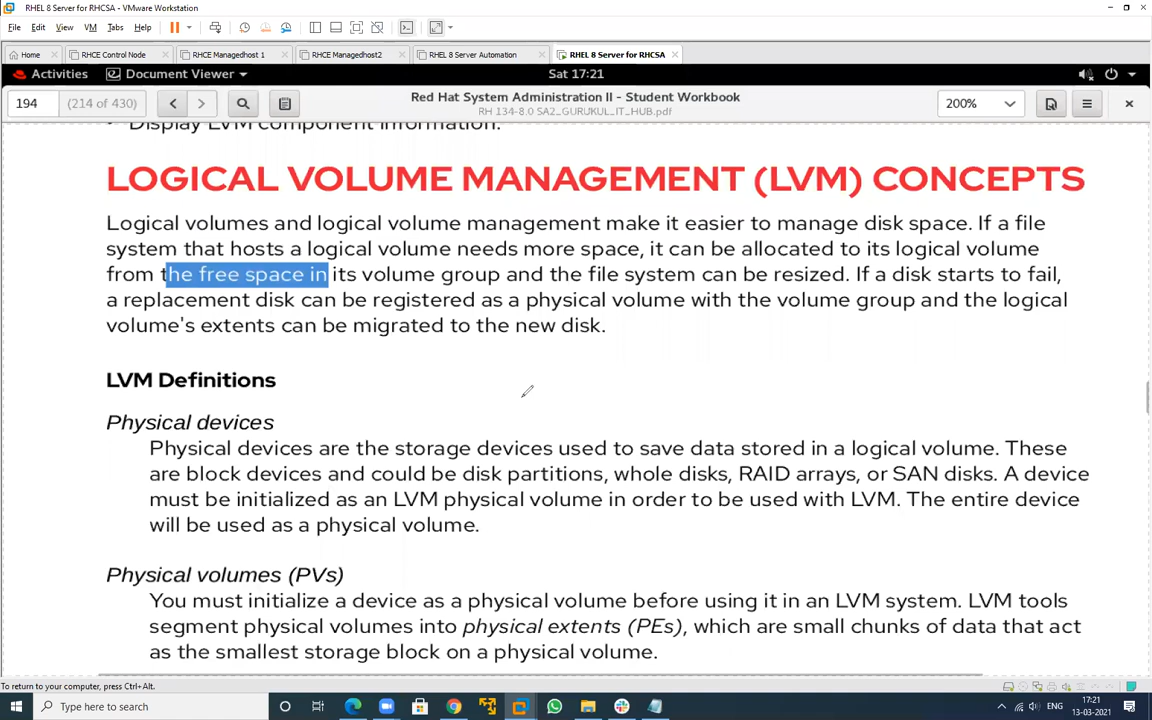 RHEL 8 Server for RHCSA - VMware Workstation
File Edit View VM Tabs Help
Home RHCE Control Node RHCE Managedhost 1 RHCE Managedhost2 RHEL 8 Server Automation RHEL 8 Server for RHCSA
Activities Document Viewer Sat 17:21
194 (214 of 430) Red Hat System Administration II - Student Workbook 200%
RH 134-8.0 SA2_GURUKUL_IT_HUB.pdf
Display LVM component information.
LOGICAL VOLUME MANAGEMENT (LVM) CONCEPTS
Logical volumes and logical volume management make it easier to manage disk space. If a file
system that hosts a logical volume needs more space, it can be allocated to its logical volume
from the free space in its volume group and the file system can be resized. If a disk starts to fail,
a replacement disk can be registered as a physical volume with the volume group and the logical
volume's extents can be migrated to the new disk.
LVM Definitions
Physical devices
Physical devices are the storage devices used to save data stored in a logical volume. These
are block devices and could be disk partitions, whole disks, RAID arrays, or SAN disks. A device
must be initialized as an LVM physical volume in order to be used with LVM. The entire device
will be used as a physical volume.
Physical volumes (PVs)
You must initialize a device as a physical volume before using it in an LVM system. LVM tools
segment physical volumes into physical extents (PEs), which are small chunks of data that act
as the smallest storage block on a physical volume.
To return to your computer, press Ctrl+Alt.
Type here to search ENG 17:21
13-03-2021